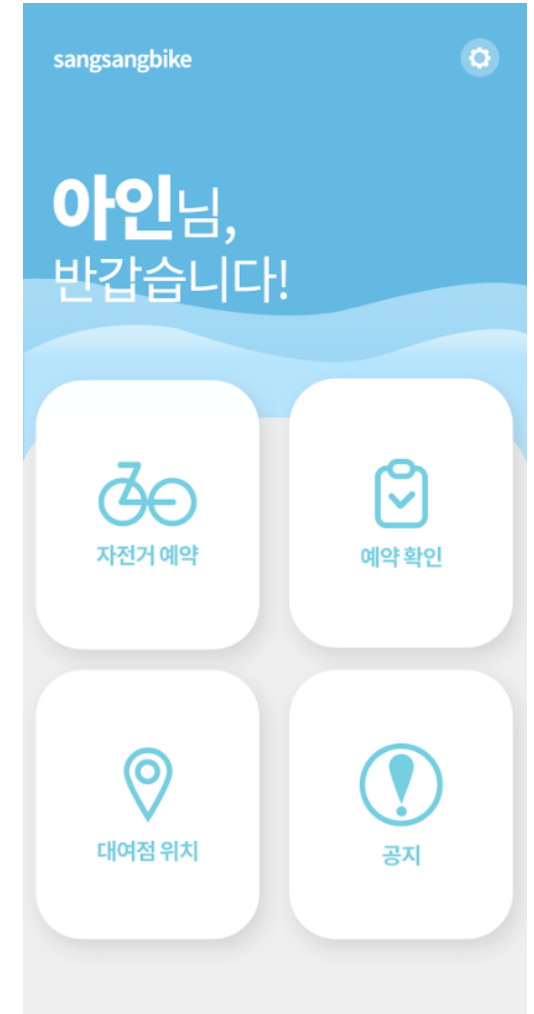 sangsangbike
아인님,
반갑습니다!
자전거 예약
예약 확인
대여점 위치
공지